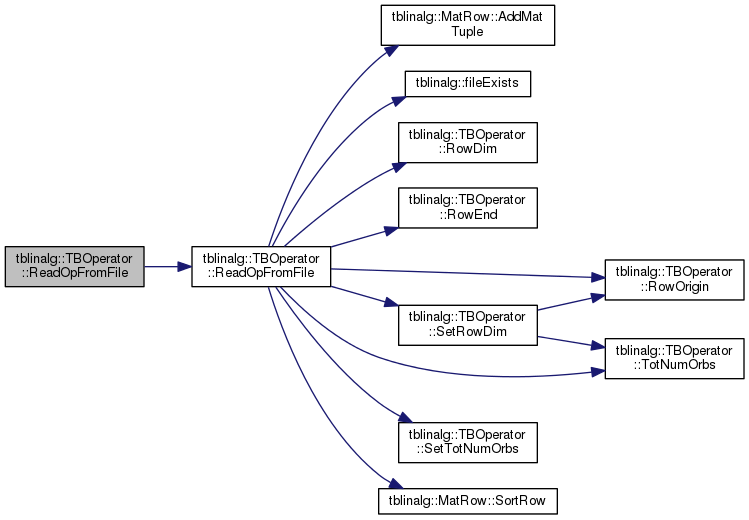 tblinalg::TBOperator
::ReadOpFromFile
tblinalg::TBOperator
::ReadOpFromFile
tblinalg::MatRow::AddMat
Tuple
tblinalg::fileExists
tblinalg::TBOperator
::RowDim
tblinalg::TBOperator
::RowEnd
tblinalg::TBOperator
::RowOrigin
tblinalg::TBOperator
::SetRowDim
tblinalg::TBOperator
::TotNumOrbs
tblinalg::TBOperator
::SetTotNumOrbs
tblinalg::MatRow::SortRow